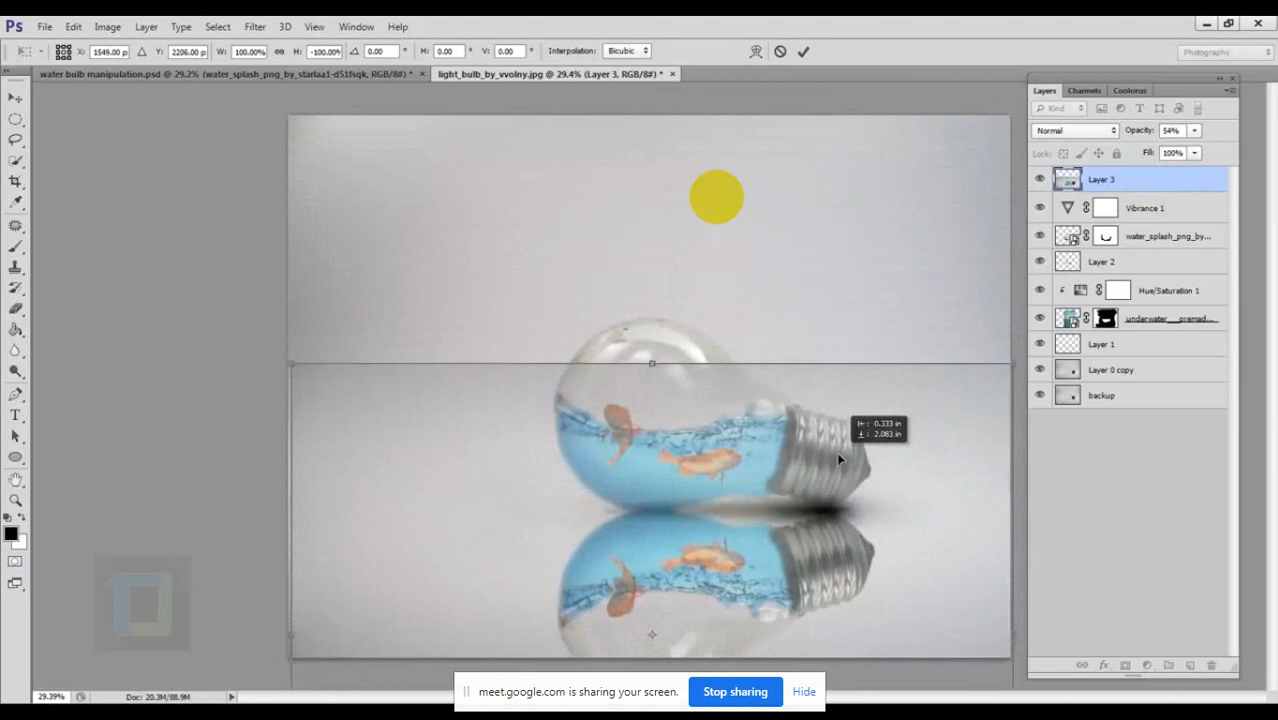 Ps File Edit Image Layer Type Select Filter 3D View Window Help
X: 1549.00 p Y: 2206.00 p W: 100.00% H: -100.00% 0.00 ° H: 0.00 ° V: 0.00 ° Interpolation: Bicubic Photography
water bulb manipulation.psd @ 29.2% (water_splash_png_by_starlaa1-d51fsqk, RGB/8#) * × light_bulb_by_vvolny.jpg @ 29.4% (Layer 3, RGB/8#) * ×
Layers Channels Coolorus
Kind
Normal Opacity: 54%
Lock: Fill: 100%
Layer 3
Vibrance 1
water_splash_png_by...
Layer 2
Hue/Saturation 1
underwater___premad...
Layer 1
Layer 0 copy
backup
0.333 in
2.083 in
T
fx
meet.google.com is sharing your screen. Stop sharing Hide
29.39% Doc: 20.3M/88.9M